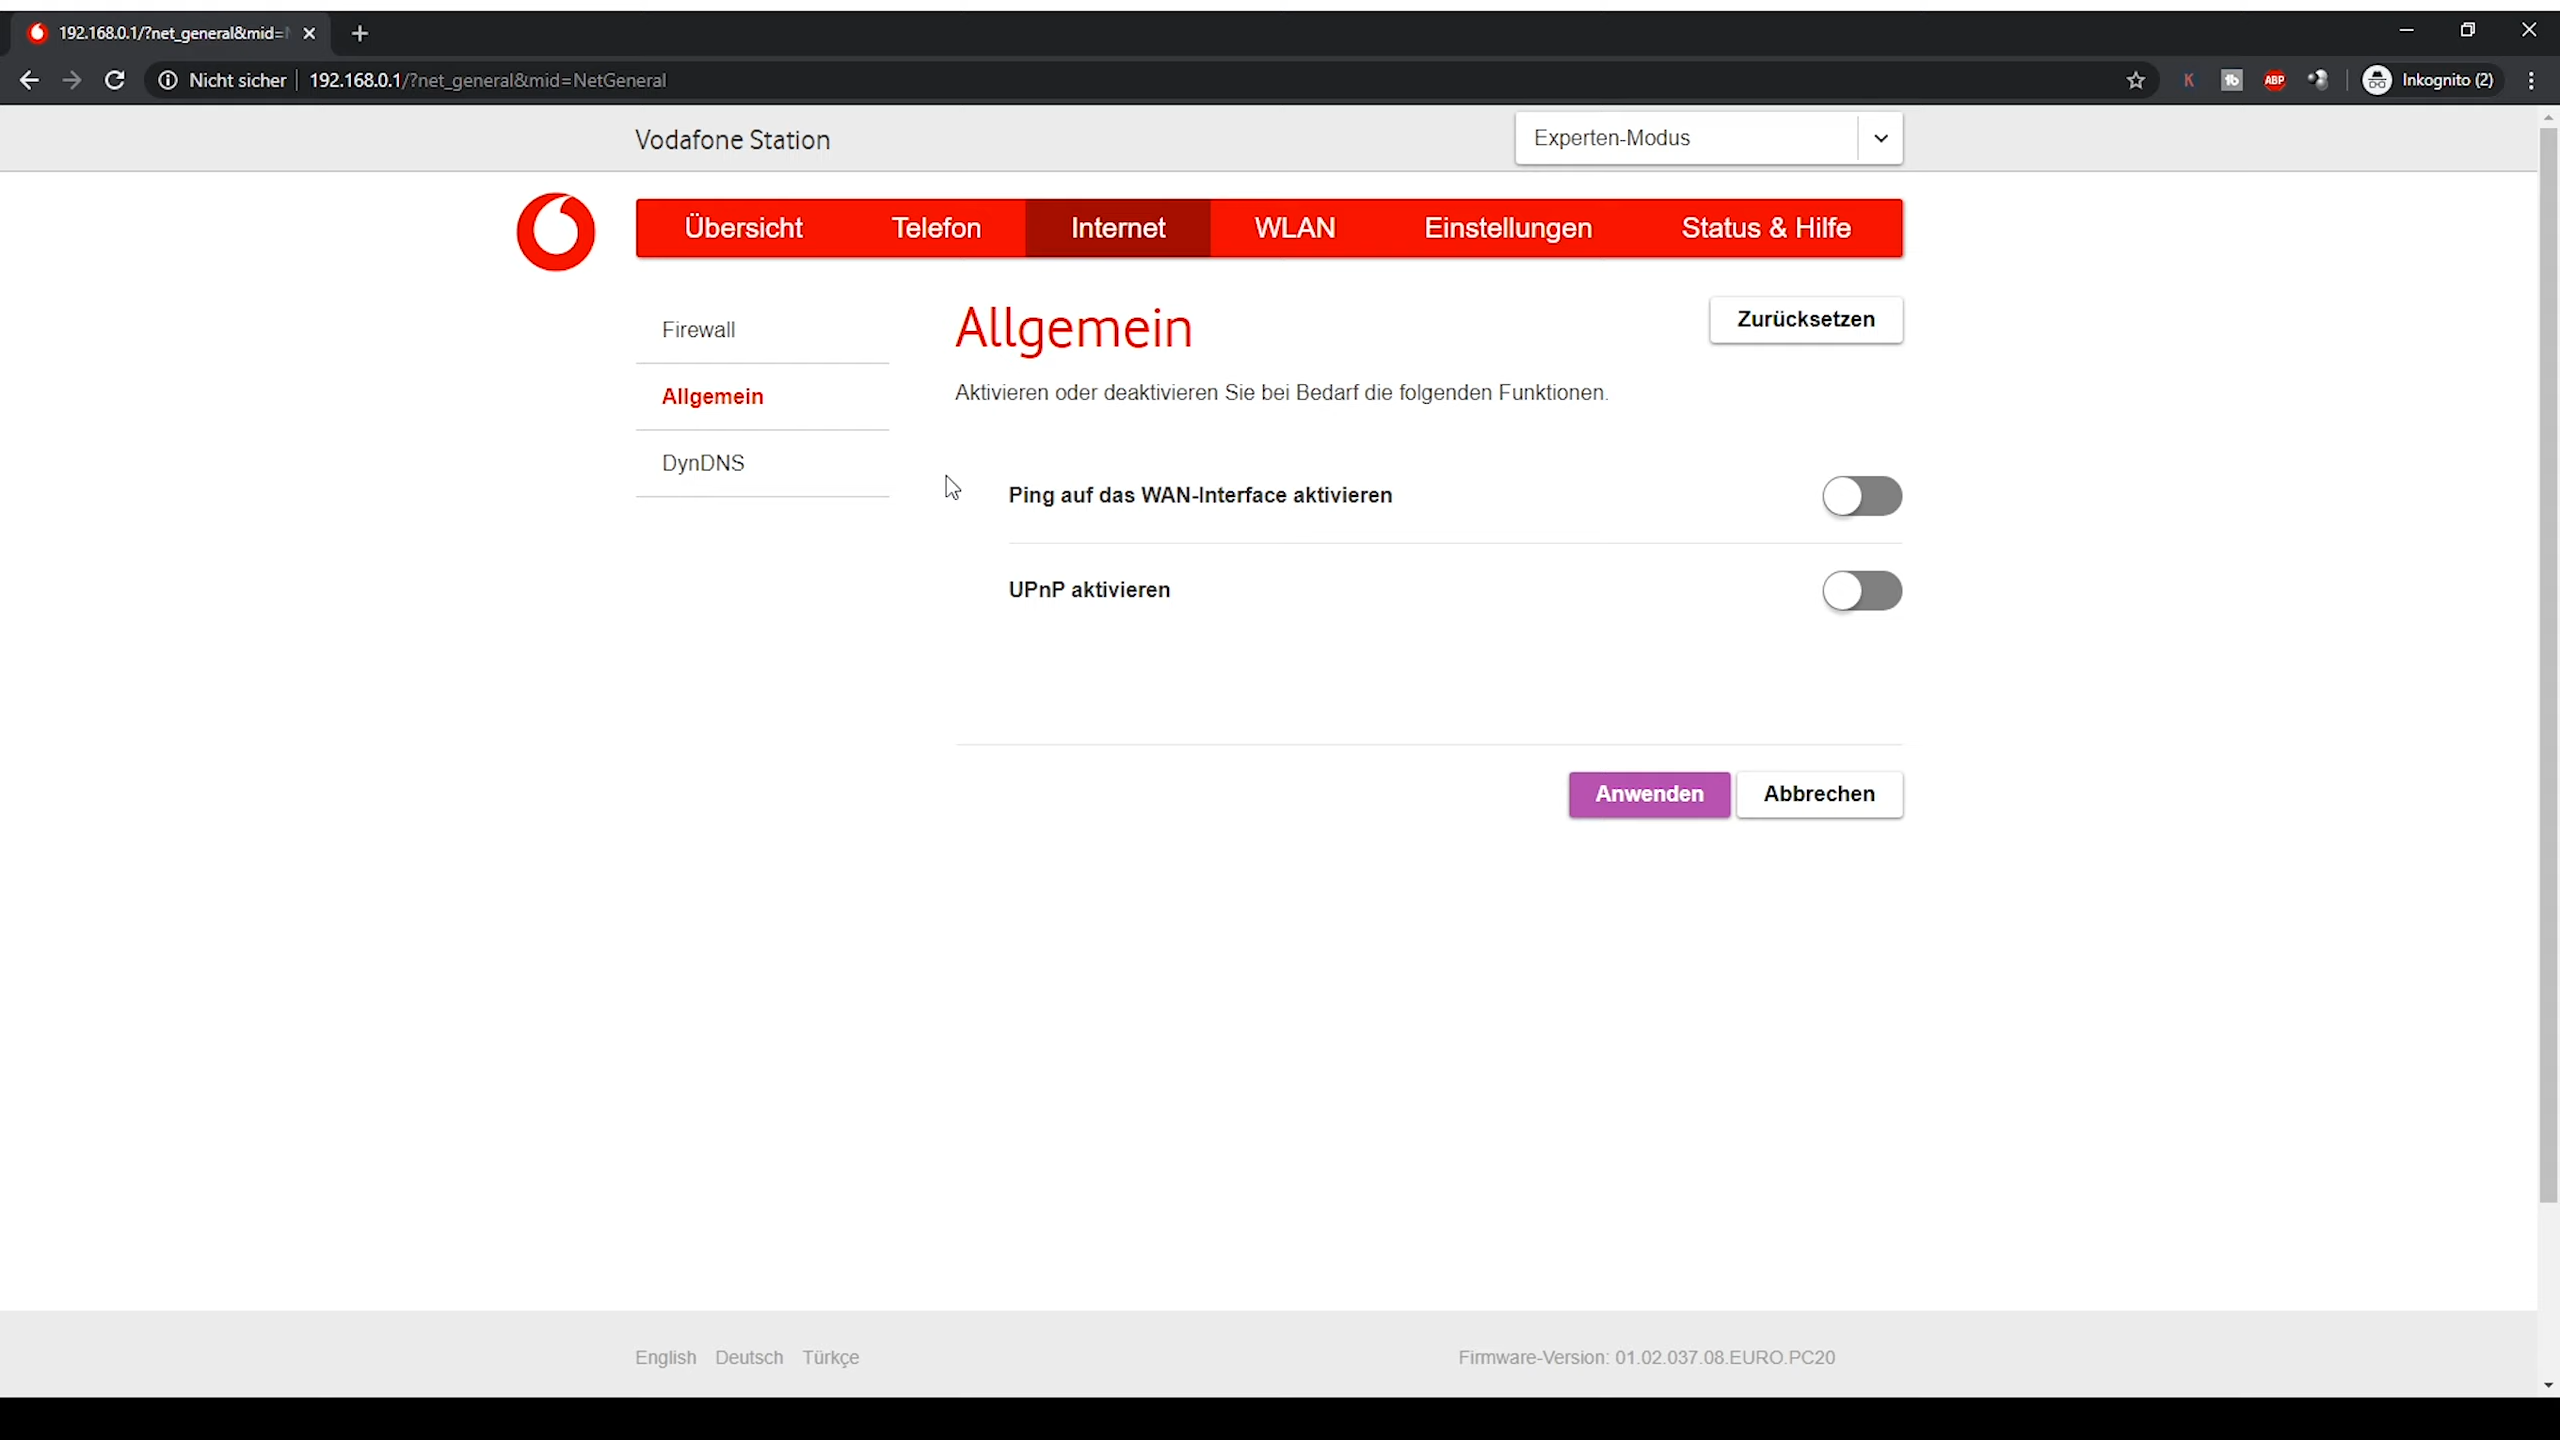 192.168.0.1/?net_general&mid=
Nicht sicher 192.168.0.1/?net_general&mid=NetGeneral
K tb ABP Inkognito (2)
Vodafone Station Experten-Modus
Übersicht Telefon Internet WLAN Einstellungen Status & Hilfe
Firewall
Allgemein
DynDNS
Allgemein
Zurücksetzen
Aktivieren oder deaktivieren Sie bei Bedarf die folgenden Funktionen.
Ping auf das WAN-Interface aktivieren
UPnP aktivieren
Anwenden Abbrechen
English Deutsch Türkçe Firmware-Version: 01.02.037.08.EURO.PC20